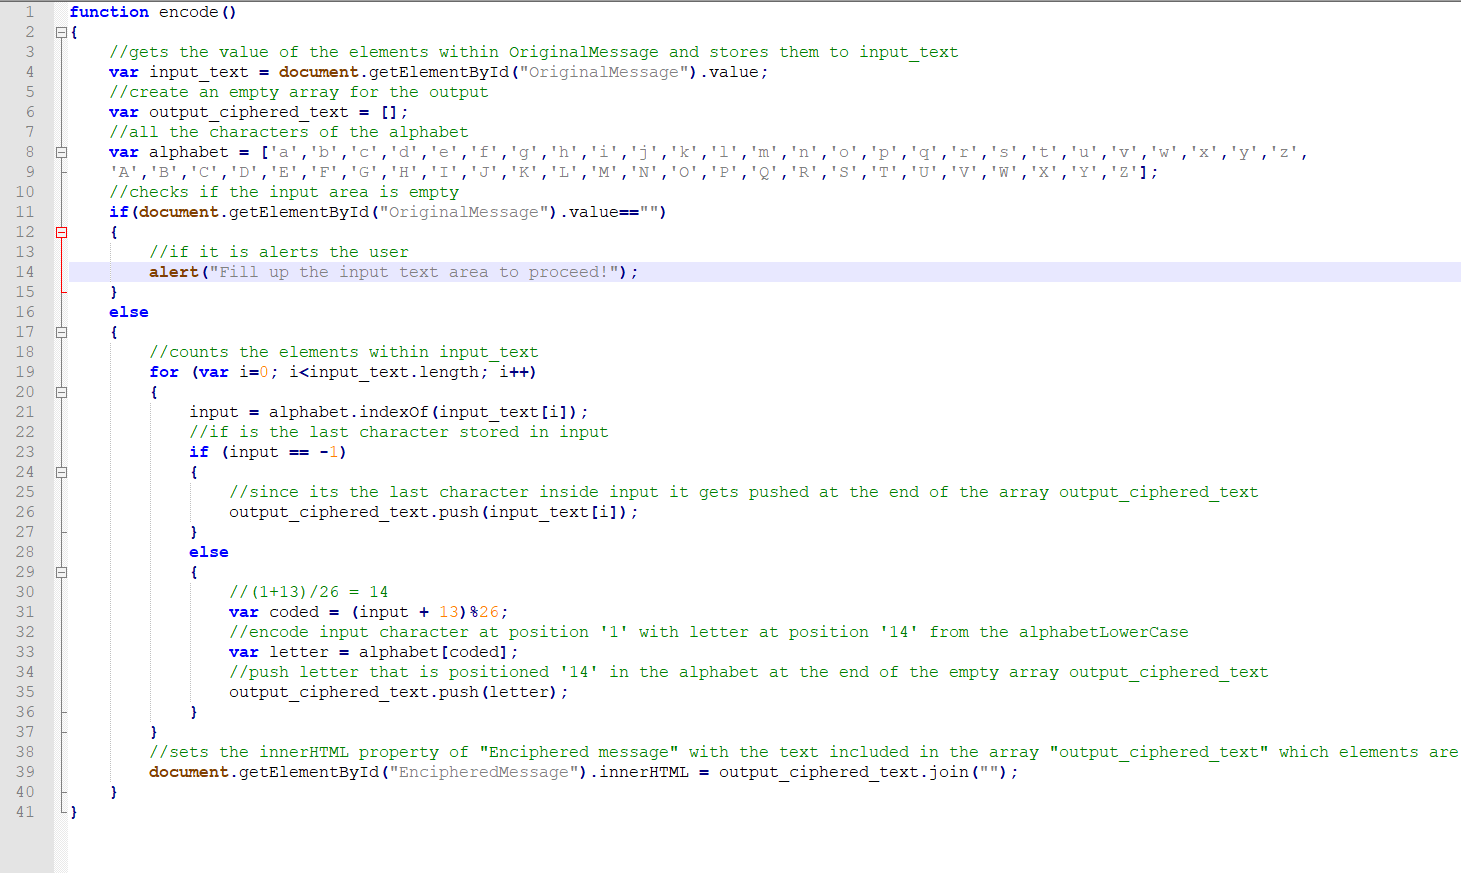 1 function encode()
2 {
3 //gets the value of the elements within OriginalMessage and stores them to input_text
4 var input_text = document.getElementById("OriginalMessage").value;
5 //create an empty array for the output
6 var output_ciphered_text = [];
7 //all the characters of the alphabet
8 var alphabet = ['a','b','c','d','e','f','g','h','i','j','k','l','m','n','o','p','q','r','s','t','u','v','w','x','y','z',
9 'A','B','C','D','E','F','G','H','I','J','K','L','M','N','O','P','Q','R','S','T','U','V','W','X','Y','Z'];
10 //checks if the input area is empty
11 if(document.getElementById("OriginalMessage").value=="")
12 {
13 //if it is alerts the user
14 alert("Fill up the input text area to proceed!");
15 }
16 else
17 {
18 //counts the elements within input_text
19 for (var i=0; i<input_text.length; i++)
20 {
21 input = alphabet.indexOf(input_text[i]);
22 //if is the last character stored in input
23 if (input == -1)
24 {
25 //since its the last character inside input it gets pushed at the end of the array output_ciphered_text
26 output_ciphered_text.push(input_text[i]);
27 }
28 else
29 {
30 //(1+13)/26 = 14
31 var coded = (input + 13)%26;
32 //encode input character at position '1' with letter at position '14' from the alphabetLowerCase
33 var letter = alphabet[coded];
34 //push letter that is positioned '14' in the alphabet at the end of the empty array output_ciphered_text
35 output_ciphered_text.push(letter);
36 }
37 }
38 //sets the innerHTML property of "Enciphered message" with the text included in the array "output_ciphered_text" which elements are
39 document.getElementById("EncipheredMessage").innerHTML = output_ciphered_text.join("");
40 }
41 }